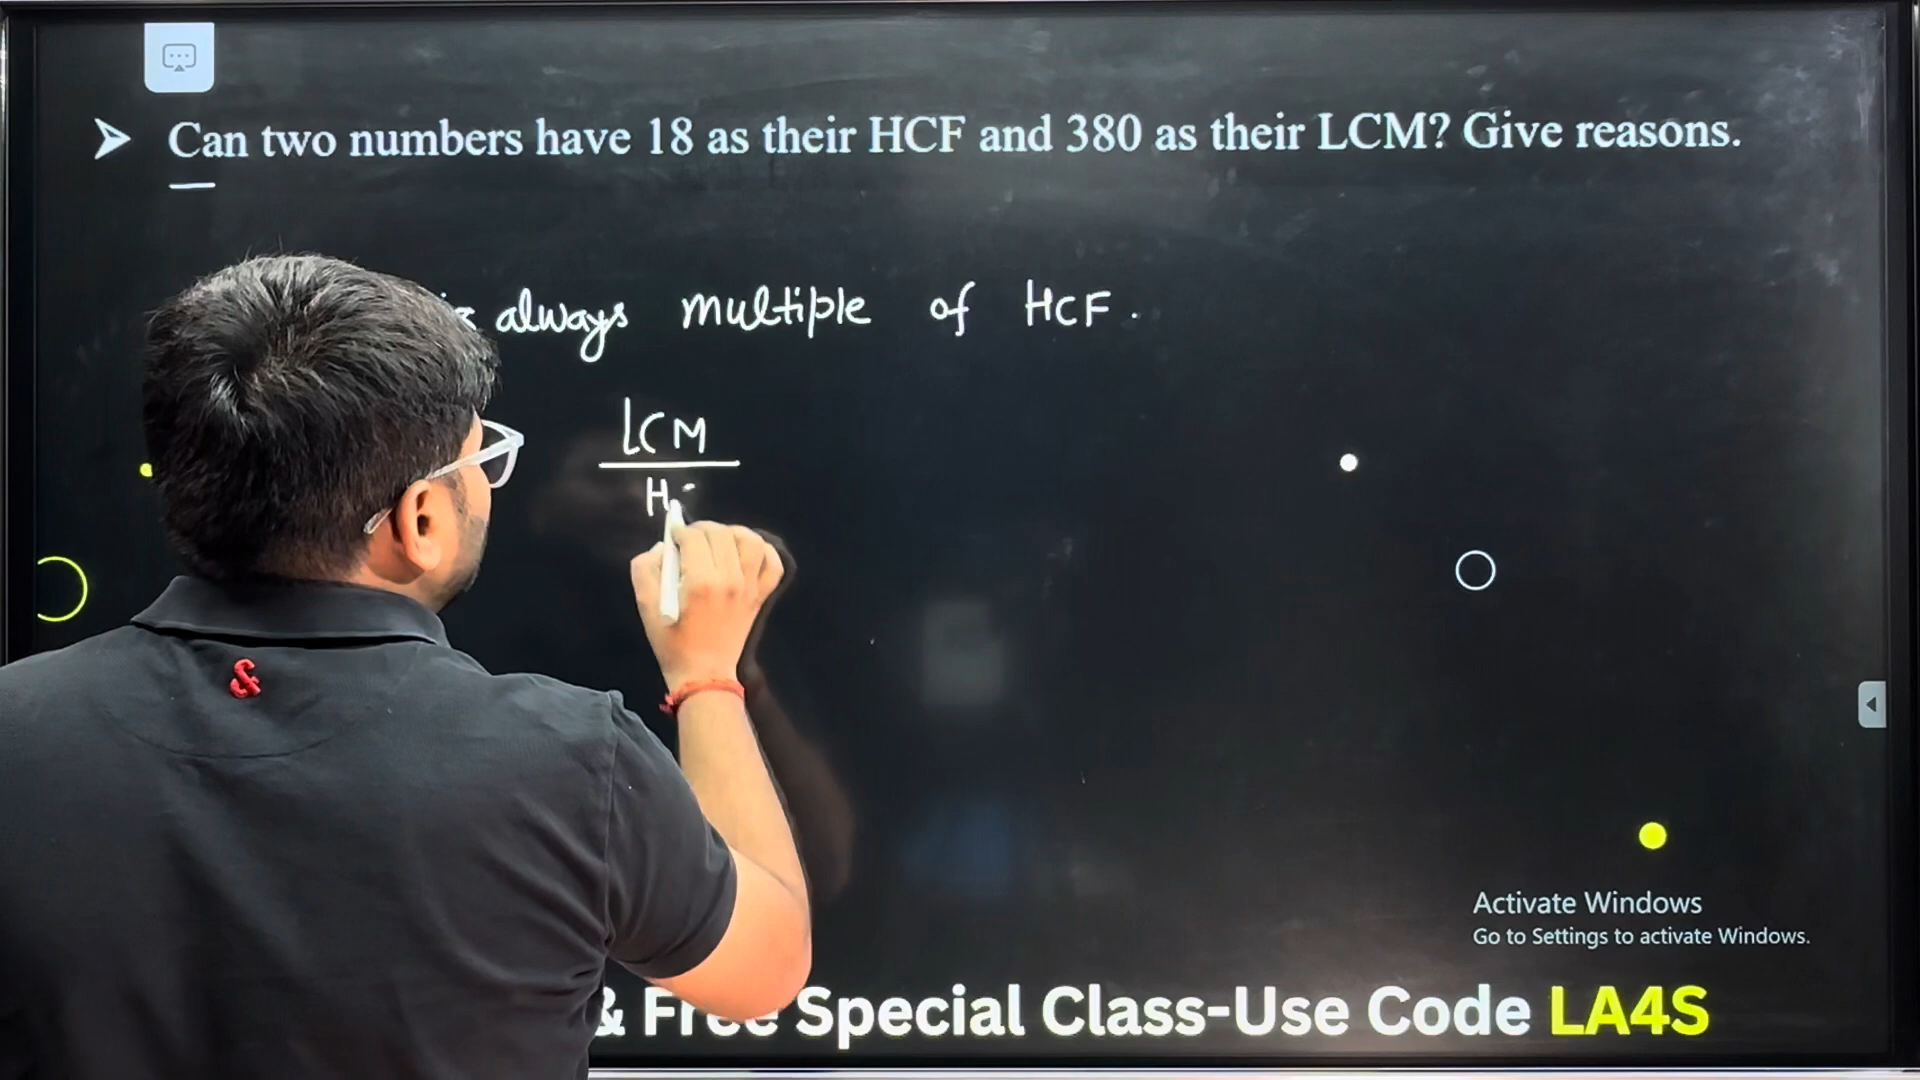 Can two numbers have 18 as their HCF and 380 as their LCM? Give reasons.
always multiple of HCF.
LCM
H
Activate Windows
Go to Settings to activate Windows.
& Free Special Class-Use Code LA4S
&